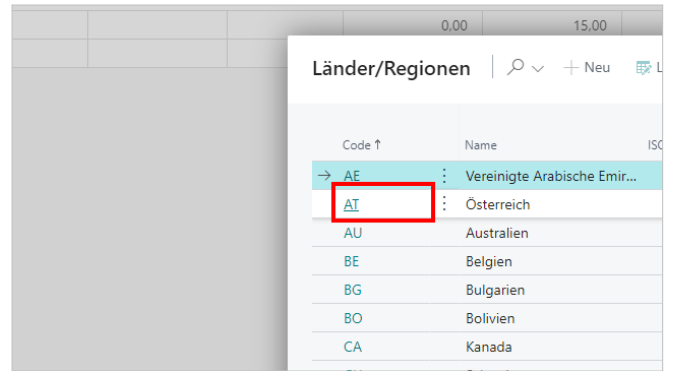 0,00 15,00
Länder/Regionen + Neu
Code ↑ Name
→ AE ⋮ Vereinigte Arabische Emir...
AT ⋮ Österreich
AU Australien
BE Belgien
BG Bulgarien
BO Bolivien
CA Kanada